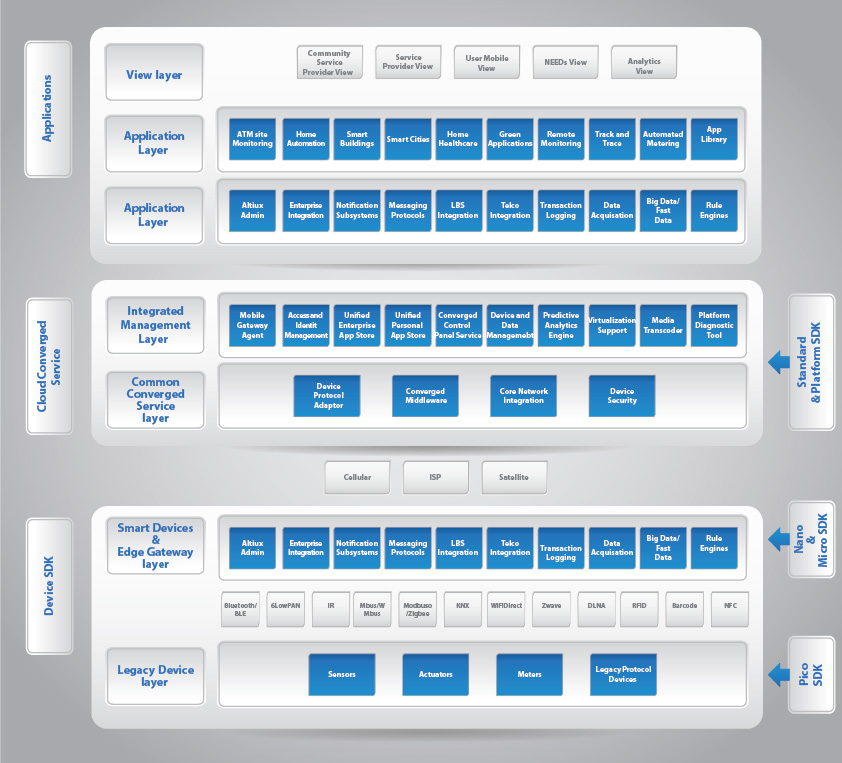 Applications
View layer
Community
Service
Provider View
Service
Provider View
User Mobile
View
NEEDs View
Analytics
View
Application
Layer
ATM site
Monitoring
Home
Automation
Smart
Buildings
Smart Cities
Home
Healthcare
Green
Applications
Remote
Monitoring
Track and
Trace
Automated
Metering
App
Library
Application
Layer
Altiux
Admin
Enterprise
Integration
Notification
Subsystems
Messaging
Protocols
LBS
Integration
Telco
Integration
Transaction
Logging
Data
Acquisation
Big Data/
Fast
Data
Rule
Engines
Cloud Converged
Service
Integrated
Management
Layer
Mobile
Gateway
Agent
Access and
Identit
Management
Unified
Enterprise
App Store
Unified
Personal
App Store
Converged
Control
Panel Service
Device and
Data
Managemebt
Predictive
Analytics
Engine
Virtualization
Support
Media
Transcoder
Platform
Diagnostic
Tool
Standard
& Platform SDK
Common
Converged
Service
layer
Device
Protocol
Adaptor
Converged
Middleware
Core Network
Integration
Device
Security
Cellular
ISP
Satellite
Device SDK
Smart Devices
&
Edge Gateway
layer
Altiux
Admin
Enterprise
Integration
Notification
Subsystems
Messaging
Protocols
LBS
Integration
Telco
Integration
Transaction
Logging
Data
Acquisation
Big Data/
Fast
Data
Rule
Engines
Nano
&
Micro SDK
Bluetooth/
BLE
6LowPAN
IR
Mbus/W
Mbus
Modbuso
/Zigbee
KNX
WIFIDirect
Zwave
DLNA
RFID
Barcode
NFC
Legacy Device
layer
Sensors
Actuators
Meters
Legacy Protocol
Devices
Pico
SDK